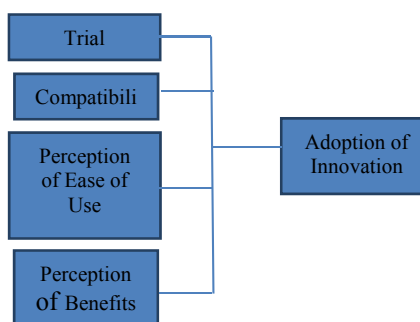 Trial
Compatibili
Perception
of Ease of
Use
Adoption of
Innovation
Perception
of Benefits